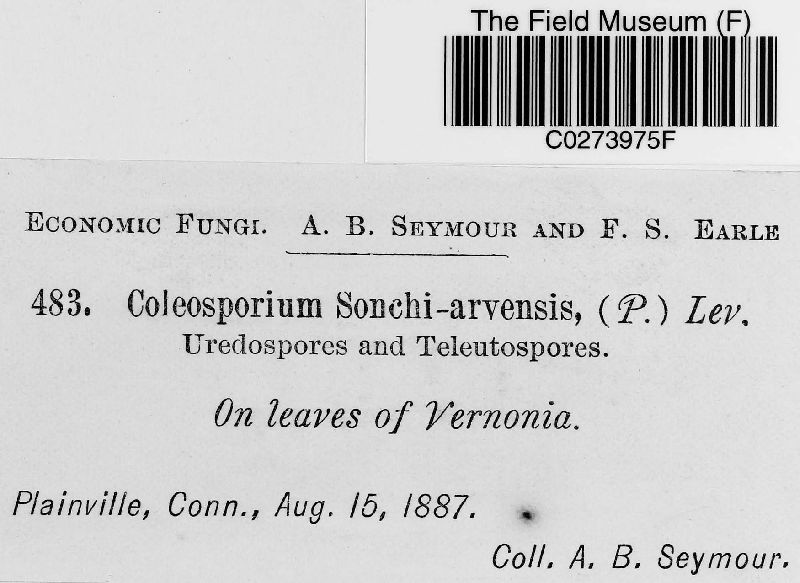 The Field Museum (F)
C0273975F
Economic Fungi. A. B. Seymour and F. S. Earle
483. Coleosporium Sonchi-arvensis, (P.) Lev.
Uredospores and Teleutospores.
On leaves of Vernonia.
Plainville, Conn., Aug. 15, 1887.
Coll. A. B. Seymour.